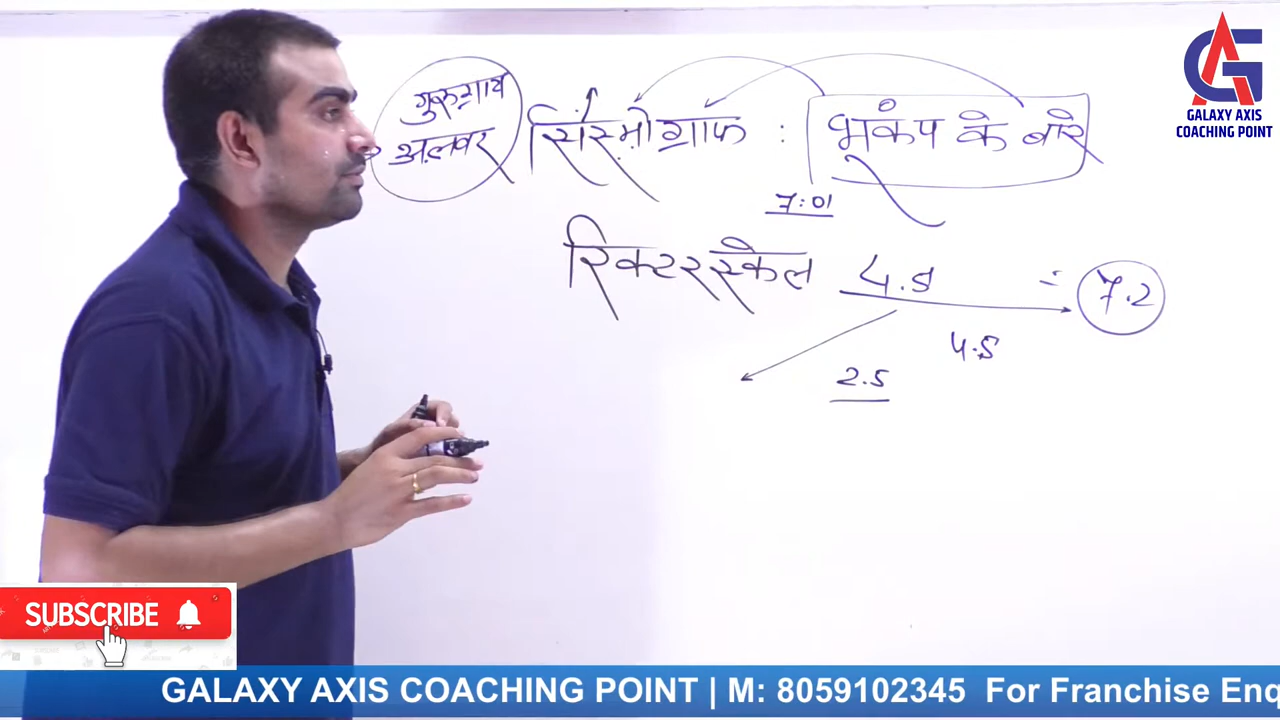 गुरुग्राम
अलवर
सिस्मोग्राफ : भूकंप के बारे
7:01
रिक्टर स्केल 4.5 = 7.2
4.5
2.5
GALAXY AXIS
COACHING POINT
SUBSCRIBE
GALAXY AXIS COACHING POINT | M: 8059102345 For Franchise Enq